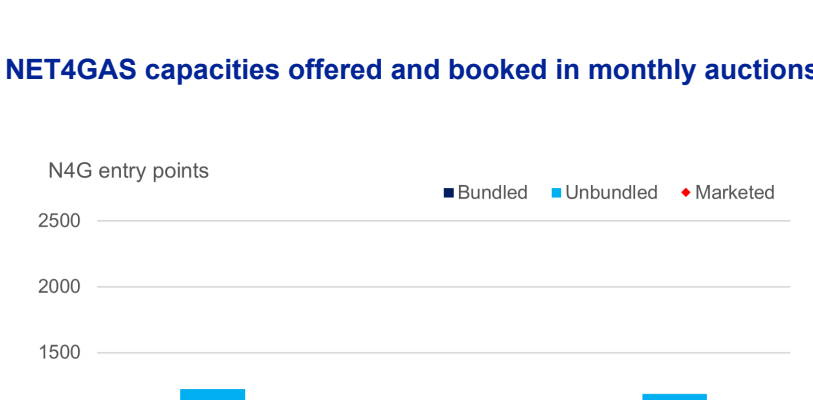 NET4GAS capacities offered and booked in monthly auctions
N4G entry points
Bundled Unbundled Marketed
2500
2000
1500